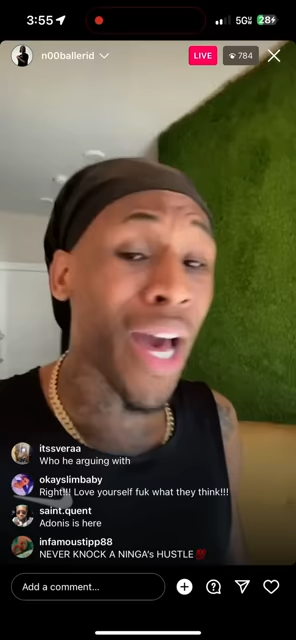 3:55
5G
28
n00ballerid
LIVE
784
itssveraa
Who he arguing with
okayslimbaby
Right!!! Love yourself fuk what they think!!!
saint.quent
Adonis is here
infamoustipp88
NEVER KNOCK A NINGA's HUSTLE 💯
Add a comment...